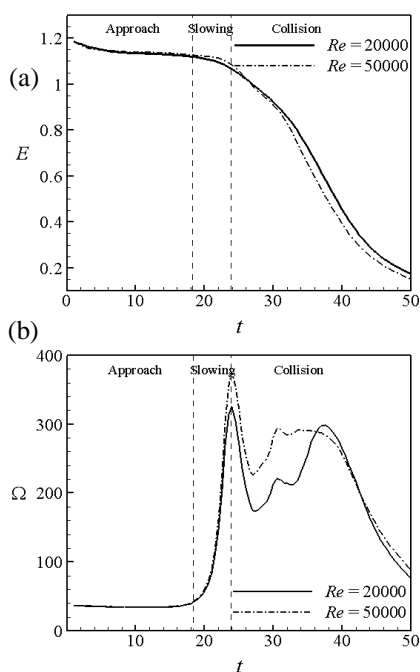 (a)
Approach Slowing Collision
Re = 20000
Re = 50000
1.2
1
0.8
0.6
0.4
0.2
E
0 10 20 30 40 50
t
(b)
Approach Slowing Collision
400
300
200
100
0
Ω
Re = 20000
Re = 50000
0 10 20 30 40 50
t